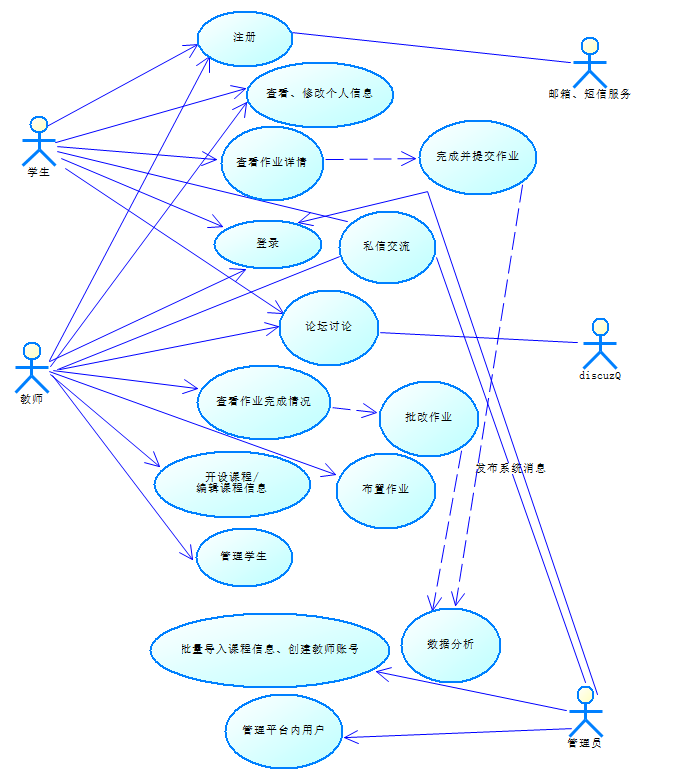 注册
邮箱、短信服务
查看、修改个人信息
学生
查看作业详情
完成并提交作业
登录
私信交流
论坛讨论
discuzQ
教师
查看作业完成情况
批改作业
发布系统消息
开设课程/
编辑课程信息
布置作业
管理学生
批量导入课程信息、创建教师账号
数据分析
管理平台内用户
管理员